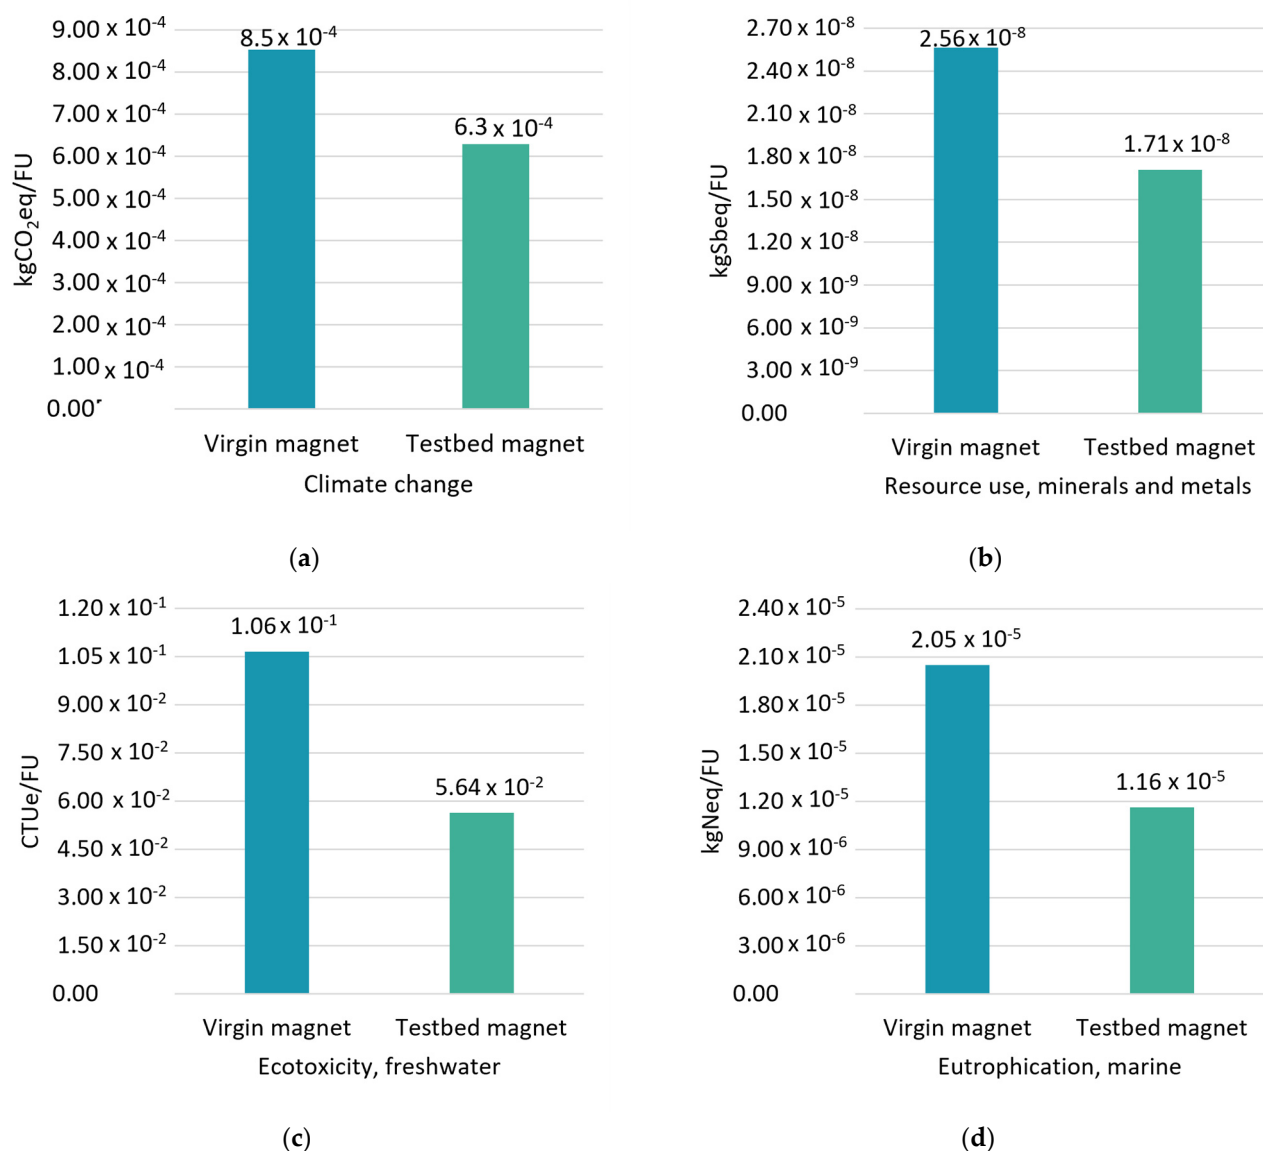 9.00 x 10⁻⁴
8.00 x 10⁻⁴
7.00 x 10⁻⁴
6.00 x 10⁻⁴
5.00 x 10⁻⁴
4.00 x 10⁻⁴
3.00 x 10⁻⁴
2.00 x 10⁻⁴
1.00 x 10⁻⁴
0.00
kgCO₂eq/FU
8.5 x 10⁻⁴
6.3 x 10⁻⁴
Virgin magnet Testbed magnet
Climate change
(a)
2.70 x 10⁻⁸
2.40 x 10⁻⁸
2.10 x 10⁻⁸
1.80 x 10⁻⁸
1.50 x 10⁻⁸
1.20 x 10⁻⁸
9.00 x 10⁻⁹
6.00 x 10⁻⁹
3.00 x 10⁻⁹
0.00
kgSbeq/FU
2.56 x 10⁻⁸
1.71 x 10⁻⁸
Virgin magnet Testbed magnet
Resource use, minerals and metals
(b)
1.20 x 10⁻¹
1.05 x 10⁻¹
9.00 x 10⁻²
7.50 x 10⁻²
6.00 x 10⁻²
4.50 x 10⁻²
3.00 x 10⁻²
1.50 x 10⁻²
0.00
CTUe/FU
1.06 x 10⁻¹
5.64 x 10⁻²
Virgin magnet Testbed magnet
Ecotoxicity, freshwater
(c)
2.40 x 10⁻⁵
2.10 x 10⁻⁵
1.80 x 10⁻⁵
1.50 x 10⁻⁵
1.20 x 10⁻⁵
9.00 x 10⁻⁶
6.00 x 10⁻⁶
3.00 x 10⁻⁶
0.00
kgNeq/FU
2.05 x 10⁻⁵
1.16 x 10⁻⁵
Virgin magnet Testbed magnet
Eutrophication, marine
(d)